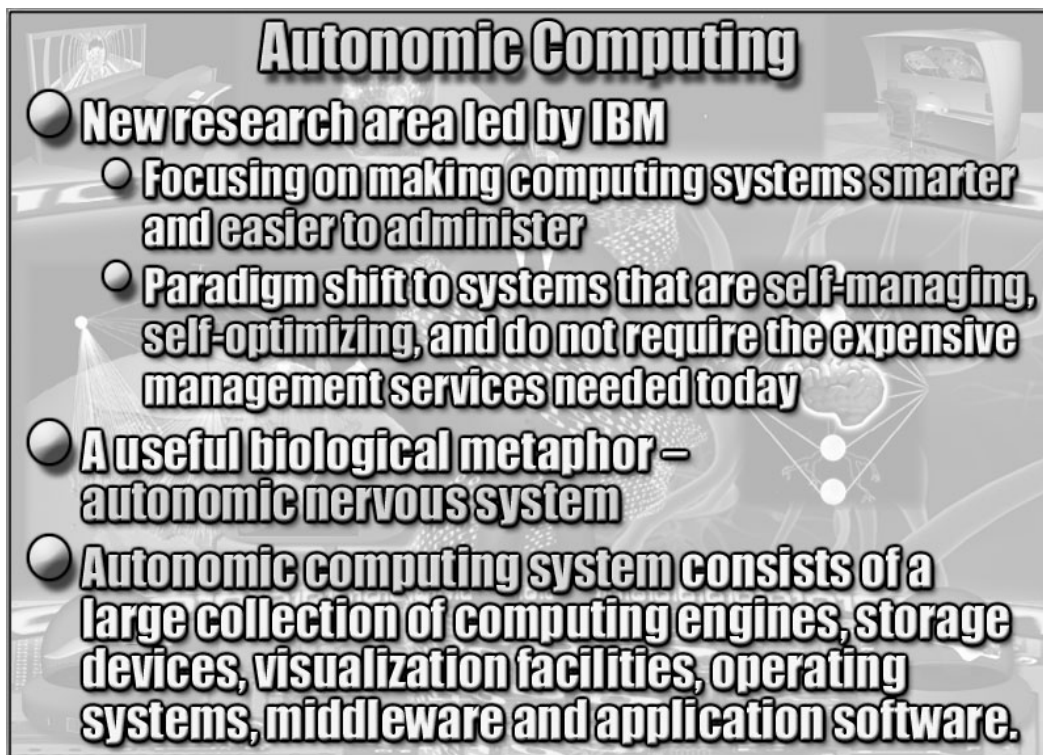 Autonomic Computing
New research area led by IBM
Focusing on making computing systems smarter
and easier to administer
Paradigm shift to systems that are self-managing,
self-optimizing, and do not require the expensive
management services needed today
A useful biological metaphor –
autonomic nervous system
Autonomic computing system consists of a
large collection of computing engines, storage
devices, visualization facilities, operating
systems, middleware and application software.